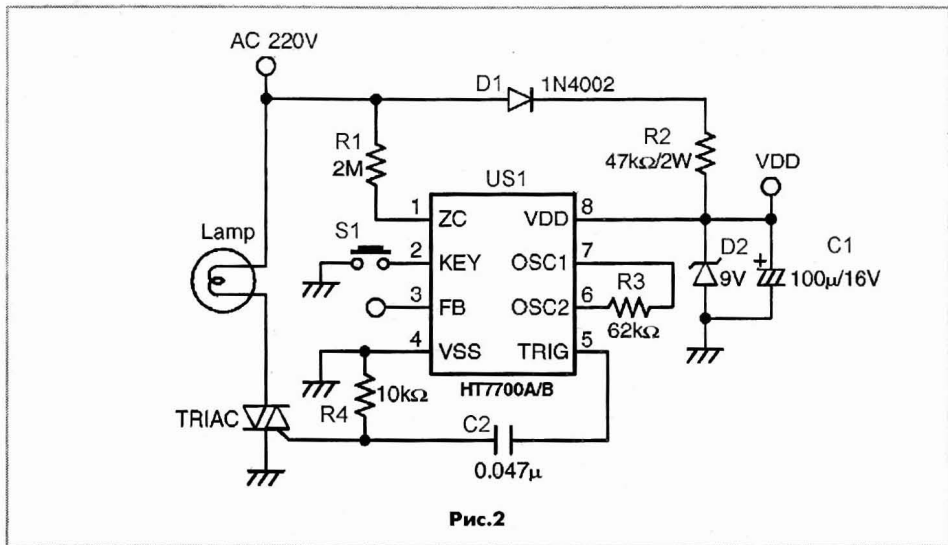 AC 220V
D1
1N4002
R1
2M
R2
47kΩ/2W
VDD
US1
1
ZC
VDD
8
Lamp
S1
2
KEY
OSC1
7
D2
9V
+
C1
100µ/16V
3
FB
OSC2
6
R3
62kΩ
4
VSS
TRIG
5
HT7700A/B
R4
10kΩ
TRIAC
C2
0.047µ
Рис.2